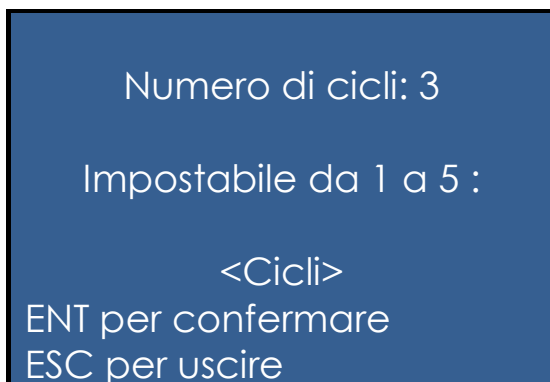 Numero di cicli: 3
Impostabile da 1 a 5 :
<Cicli>
ENT per confermare
ESC per uscire